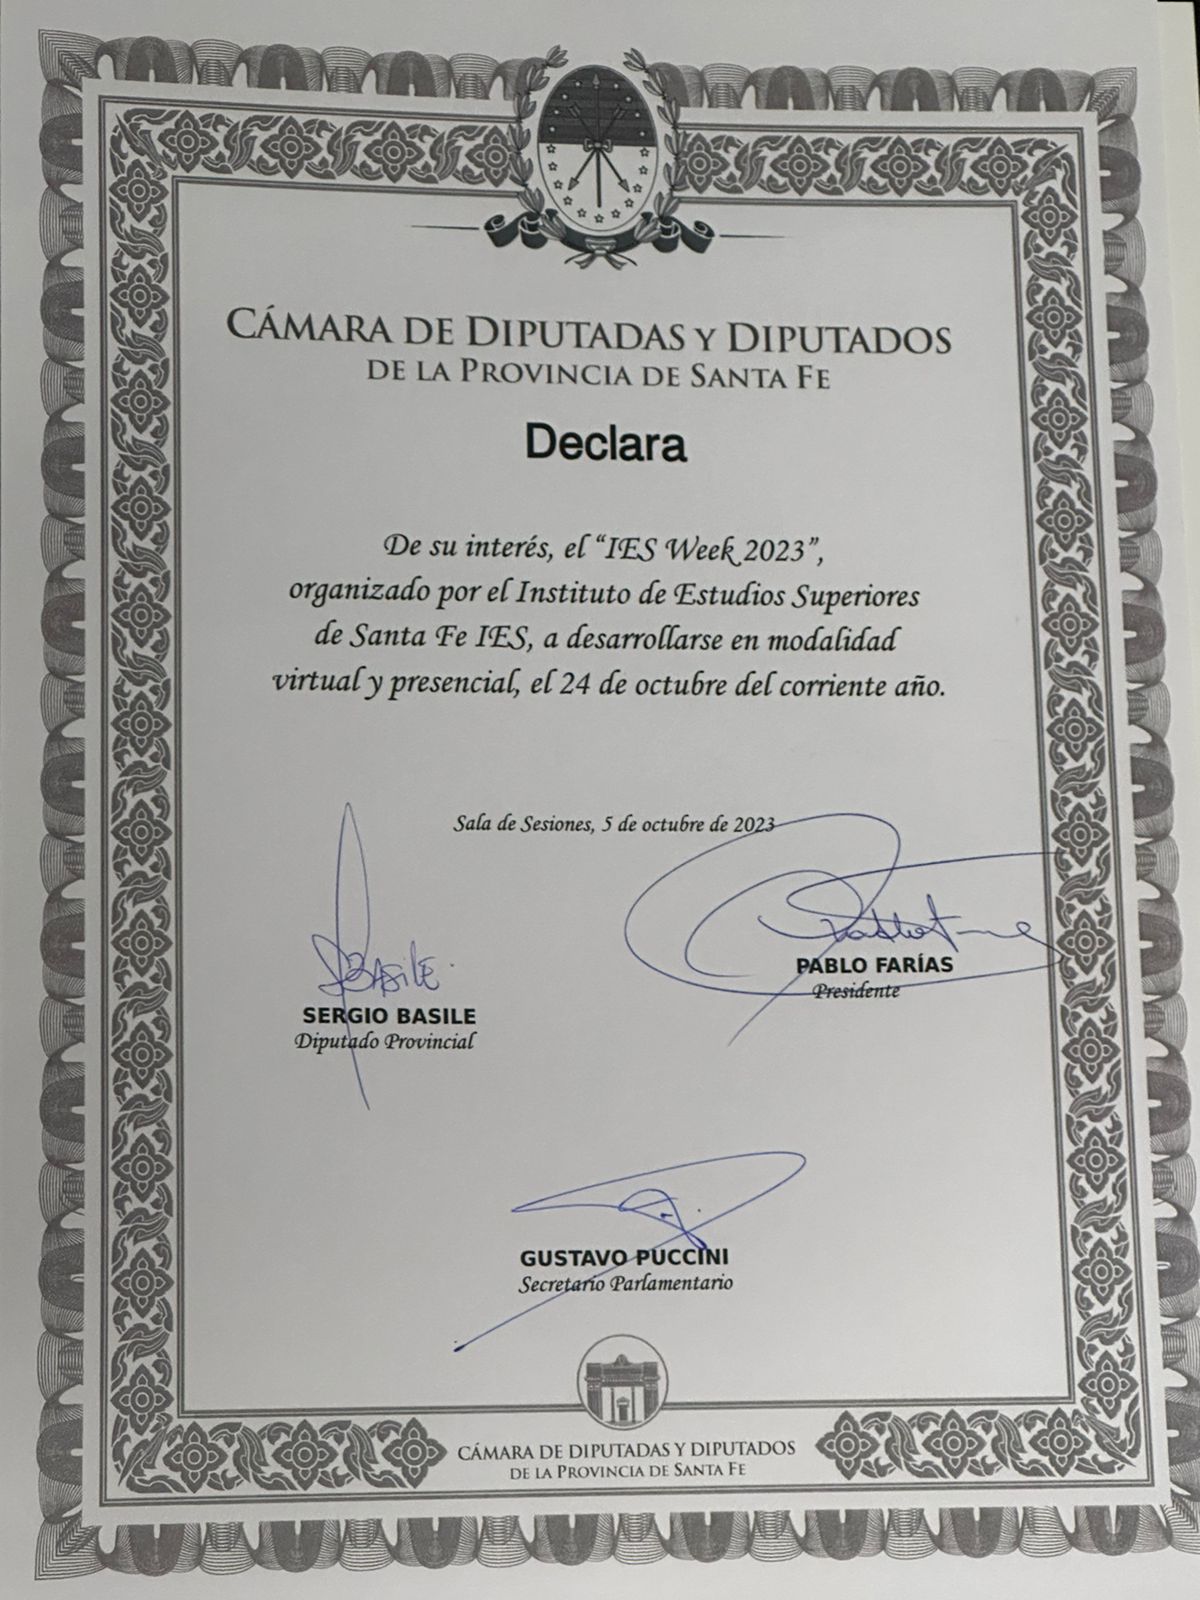 CÁMARA DE DIPUTADAS Y DIPUTADOS
DE LA PROVINCIA DE SANTA FE
Declara
De su interés, el “IES Week 2023”,
organizado por el Instituto de Estudios Superiores
de Santa Fe IES, a desarrollarse en modalidad
virtual y presencial, el 24 de octubre del corriente año.
Sala de Sesiones, 5 de octubre de 2023
BASILE
SERGIO BASILE
Diputado Provincial
PABLO FARÍAS
Presidente
GUSTAVO PUCCINI
Secretario Parlamentario
CÁMARA DE DIPUTADAS Y DIPUTADOS
DE LA PROVINCIA DE SANTA FE